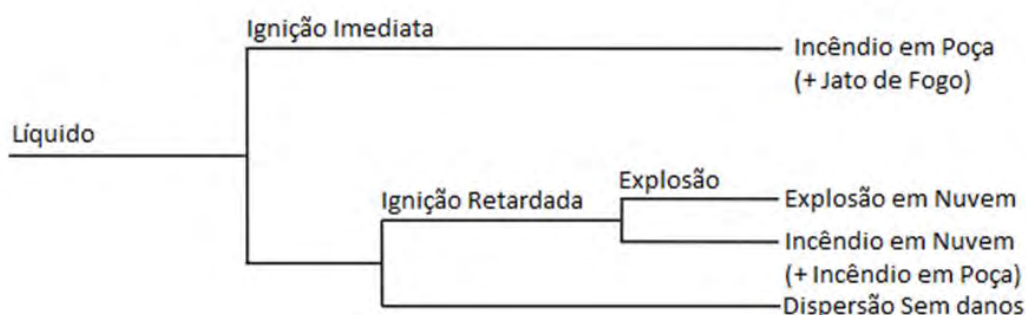 Ignição Imediata
Incêndio em Poça
(+ Jato de Fogo)
Líquido
Explosão
Ignição Retardada
Explosão em Nuvem
Incêndio em Nuvem
(+ Incêndio em Poça)
Dispersão Sem danos